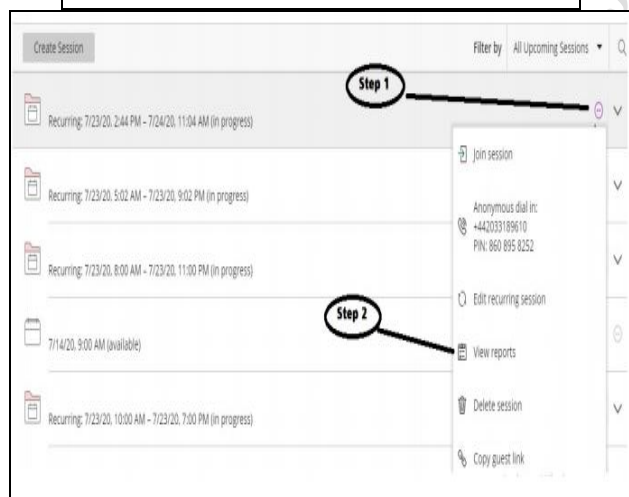 Create Session
Filter by All Upcoming Sessions
Step 1
Recurring: 7/23/20, 2:44 PM – 7/24/20, 11:04 AM (in progress)
Join session
Recurring: 7/23/20, 5:02 AM – 7/23/20, 9:02 PM (in progress)
Anonymous dial in:
+442033189610
PIN: 860 895 8252
Recurring: 7/23/20, 8:00 AM – 7/23/20, 11:00 PM (in progress)
Edit recurring session
Step 2
7/14/20, 9:00 AM (available)
View reports
Delete session
Recurring: 7/23/20, 10:00 AM – 7/23/20, 7:00 PM (in progress)
Copy guest link